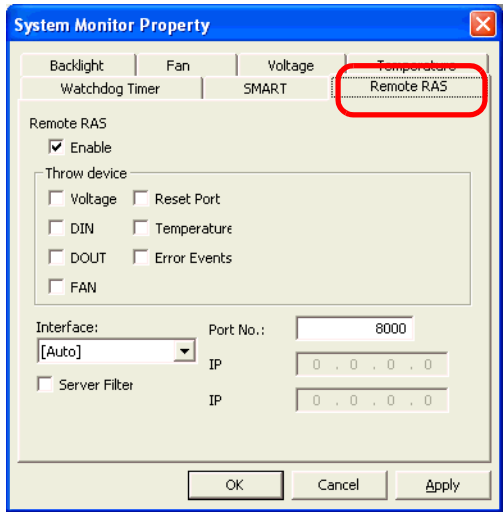 System Monitor Property
Backlight Fan Voltage Temperature
Watchdog Timer SMART Remote RAS
Remote RAS
Enable
Throw device
Voltage Reset Port
DIN Temperature
DOUT Error Events
FAN
Interface: Port No.: 8000
[Auto]
IP 0 . 0 . 0 . 0
Server Filter
IP 0 . 0 . 0 . 0
OK Cancel Apply